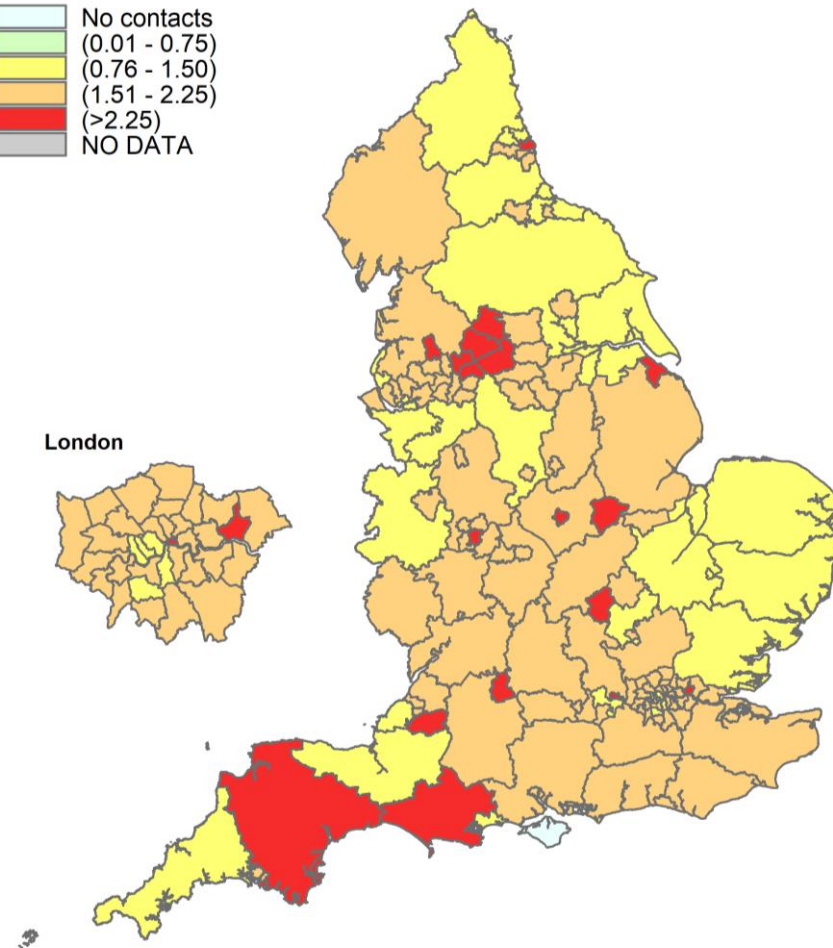 No contacts
(0.01 - 0.75)
(0.76 - 1.50)
(1.51 - 2.25)
(>2.25)
NO DATA
London